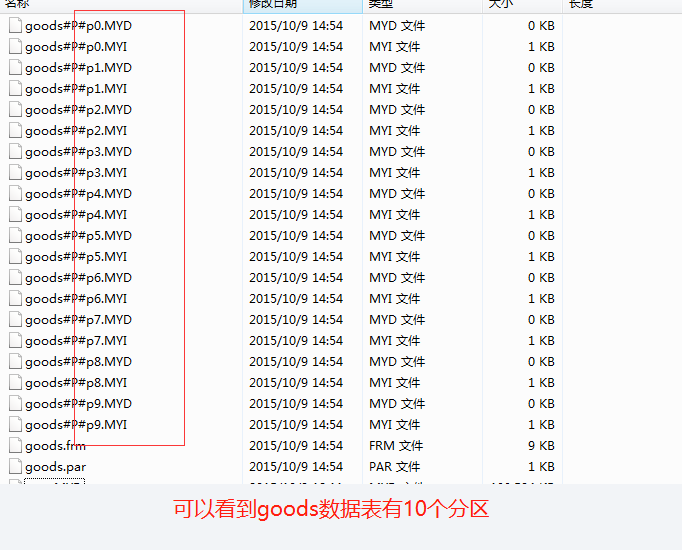 名称 修改日期 类型 大小 长度
goods#P#p0.MYD 2015/10/9 14:54 MYD 文件 0 KB
goods#P#p0.MYI 2015/10/9 14:54 MYI 文件 1 KB
goods#P#p1.MYD 2015/10/9 14:54 MYD 文件 0 KB
goods#P#p1.MYI 2015/10/9 14:54 MYI 文件 1 KB
goods#P#p2.MYD 2015/10/9 14:54 MYD 文件 0 KB
goods#P#p2.MYI 2015/10/9 14:54 MYI 文件 1 KB
goods#P#p3.MYD 2015/10/9 14:54 MYD 文件 0 KB
goods#P#p3.MYI 2015/10/9 14:54 MYI 文件 1 KB
goods#P#p4.MYD 2015/10/9 14:54 MYD 文件 0 KB
goods#P#p4.MYI 2015/10/9 14:54 MYI 文件 1 KB
goods#P#p5.MYD 2015/10/9 14:54 MYD 文件 0 KB
goods#P#p5.MYI 2015/10/9 14:54 MYI 文件 1 KB
goods#P#p6.MYD 2015/10/9 14:54 MYD 文件 0 KB
goods#P#p6.MYI 2015/10/9 14:54 MYI 文件 1 KB
goods#P#p7.MYD 2015/10/9 14:54 MYD 文件 0 KB
goods#P#p7.MYI 2015/10/9 14:54 MYI 文件 1 KB
goods#P#p8.MYD 2015/10/9 14:54 MYD 文件 0 KB
goods#P#p8.MYI 2015/10/9 14:54 MYI 文件 1 KB
goods#P#p9.MYD 2015/10/9 14:54 MYD 文件 0 KB
goods#P#p9.MYI 2015/10/9 14:54 MYI 文件 1 KB
goods.frm 2015/10/9 14:54 FRM 文件 9 KB
goods.par 2015/10/9 14:54 PAR 文件 1 KB
可以看到goods数据表有10个分区